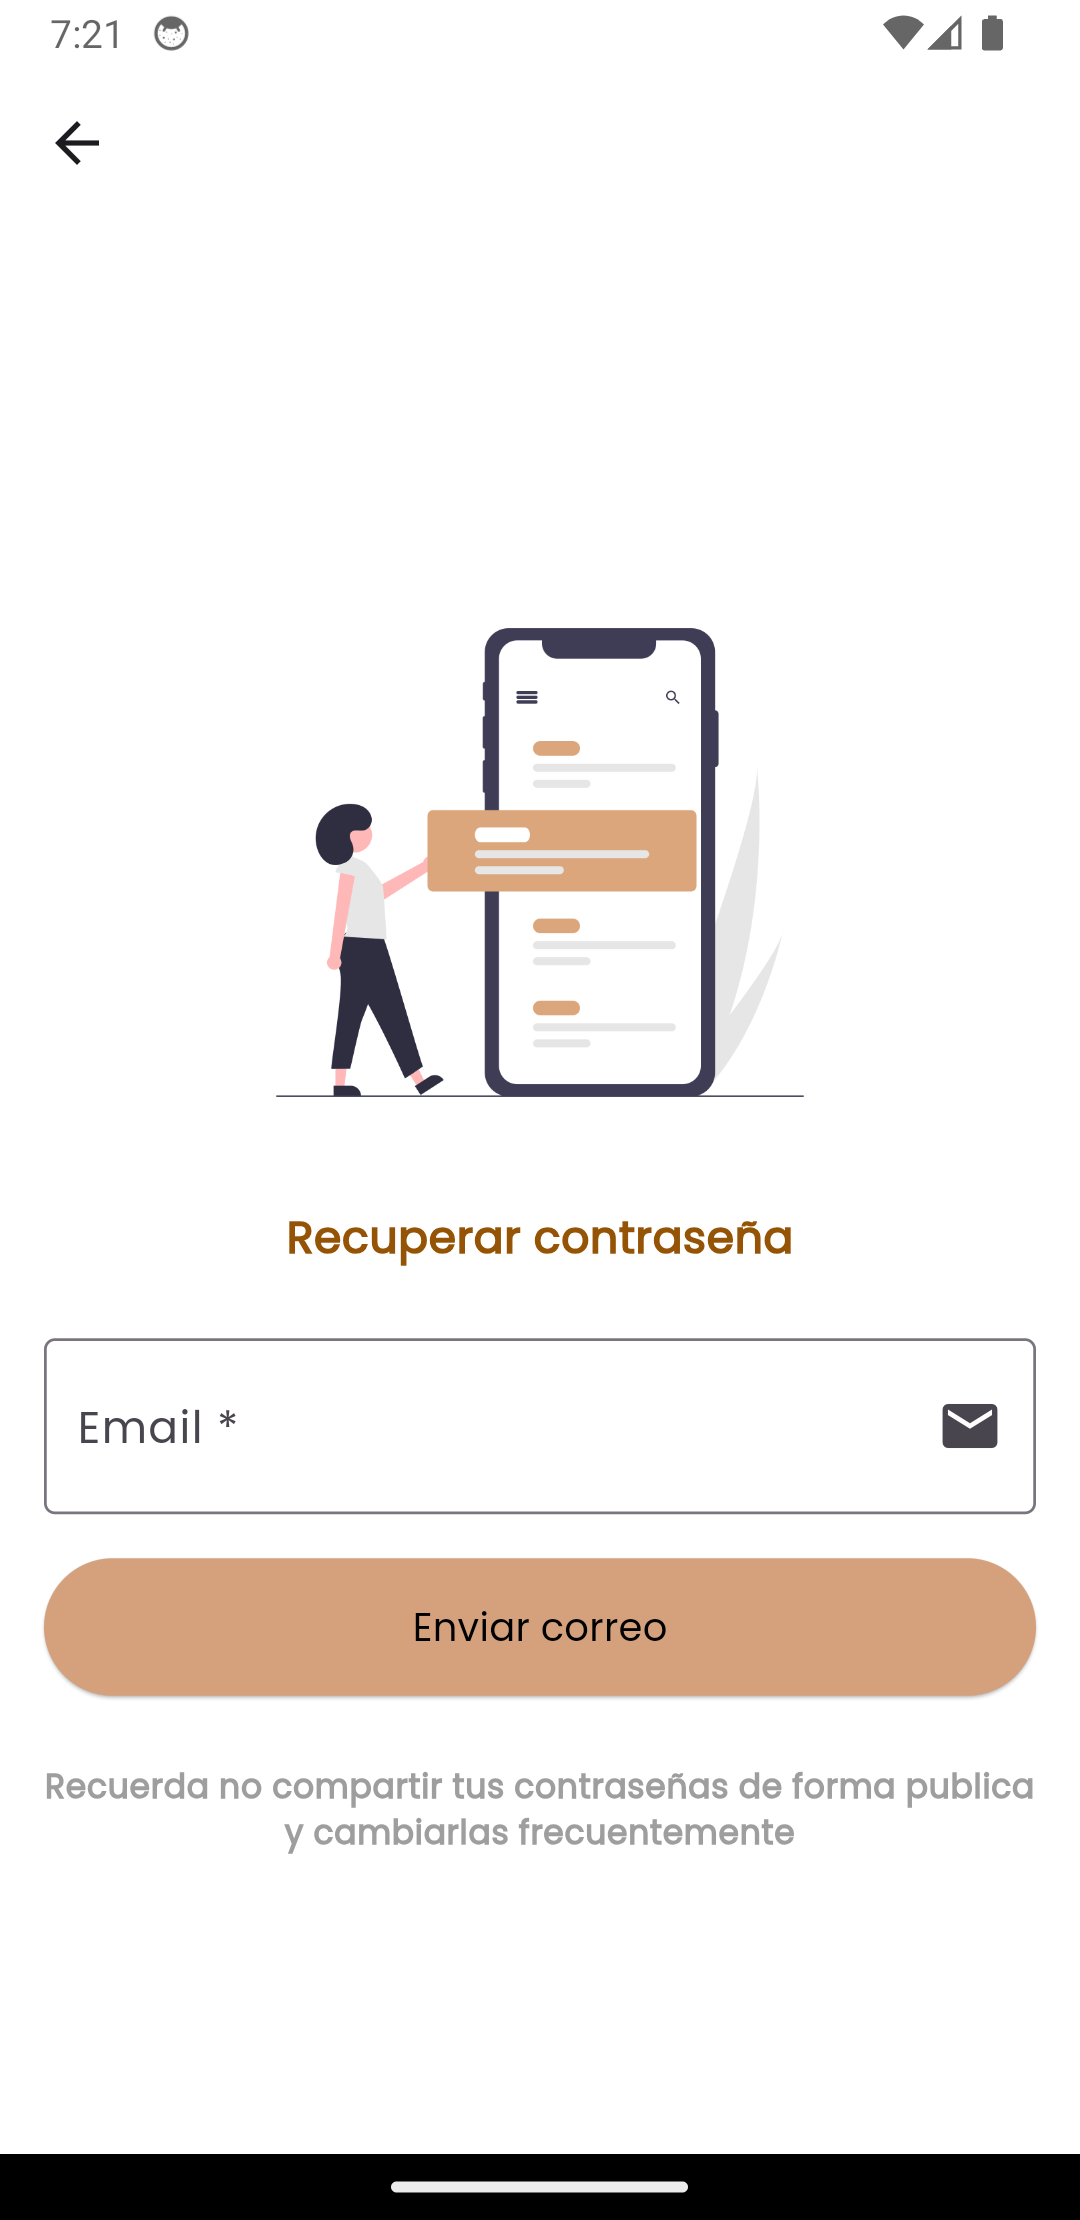 7:21
Recuperar contraseña
Email *
Enviar correo
Recuerda no compartir tus contraseñas de forma publica
y cambiarlas frecuentemente